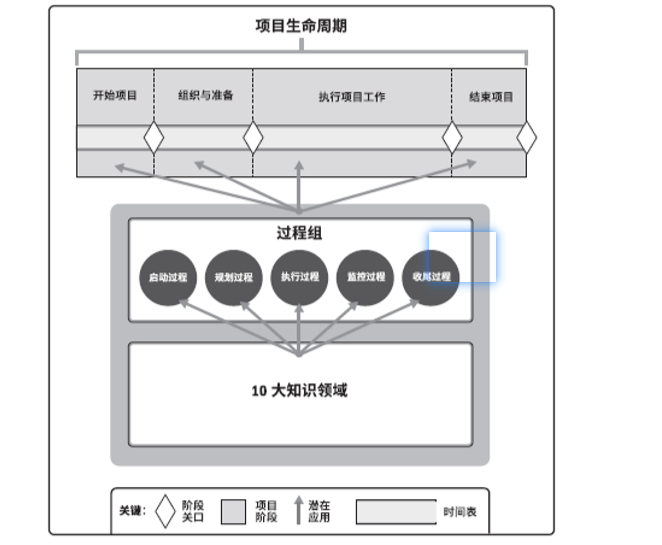 项目生命周期
开始项目 组织与准备 执行项目工作 结束项目
过程组
启动过程 规划过程 执行过程 监控过程 收尾过程
10 大知识领域
关键: 阶段 项目 潜在 时间表
关口 阶段 应用